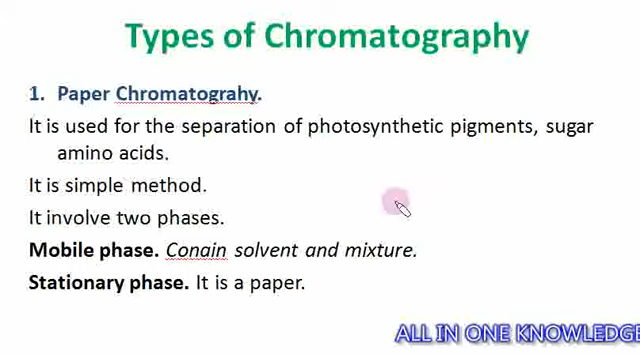 Types of Chromatography
1. Paper Chromatograhy.
It is used for the separation of photosynthetic pigments, sugar
amino acids.
It is simple method.
It involve two phases.
Mobile phase. Conain solvent and mixture.
Stationary phase. It is a paper.
ALL IN ONE KNOWLEDGE